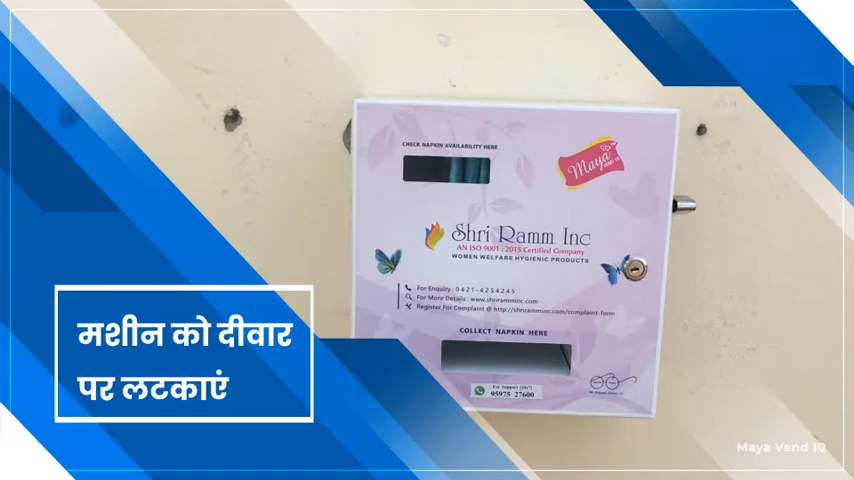 CHECK NAPKIN AVAILABILITY HERE
Maya
VEND 10
Shri Ramm Inc
AN ISO 9001 : 2015 Certified Company
WOMEN WELFARE HYGIENIC PRODUCTS
For Enquiry : 0421-4254245
For More Details : www.shriramminc.com
Register For Complaint @ http://shriramminc.com/complaint-form
COLLECT NAPKIN HERE
For Support (24/7)
95975 27600
मशीन को दीवार
पर लटकाएं
Maya Vend 10